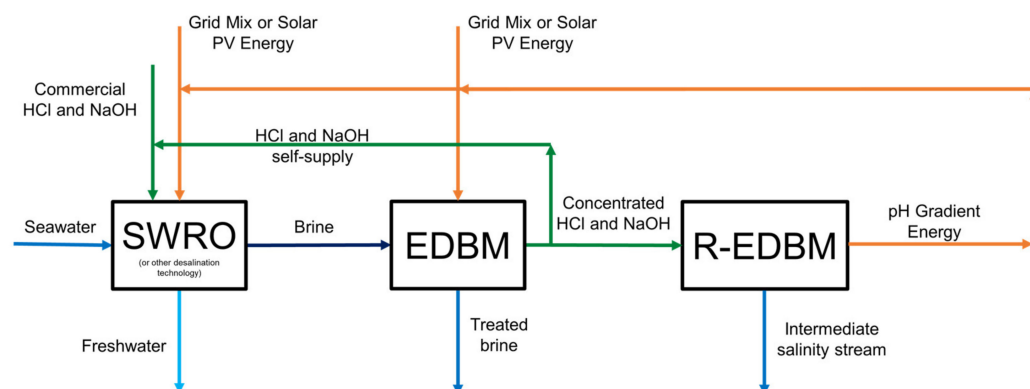 Grid Mix or Solar
PV Energy
Grid Mix or Solar
PV Energy
Commercial
HCl and NaOH
HCl and NaOH
self-supply
Concentrated
HCl and NaOH
pH Gradient
Energy
Seawater
SWRO
(or other desalination
technology)
Brine
EDBM
R-EDBM
Freshwater
Treated
brine
Intermediate
salinity stream